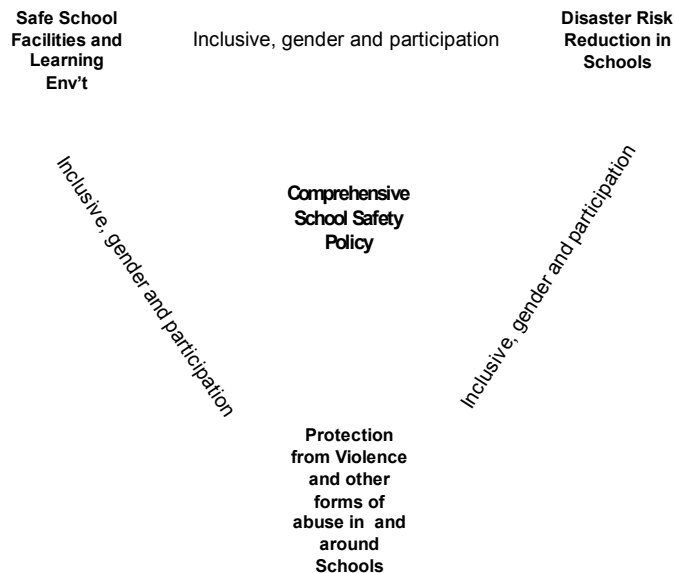 Safe School
Facilities and
Learning
Env't
Inclusive, gender and participation
Disaster Risk
Reduction in
Schools
Inclusive, gender and participation
Comprehensive
School Safety
Policy
Inclusive, gender and participation
Protection
from Violence
and other
forms of
abuse in and
around
Schools